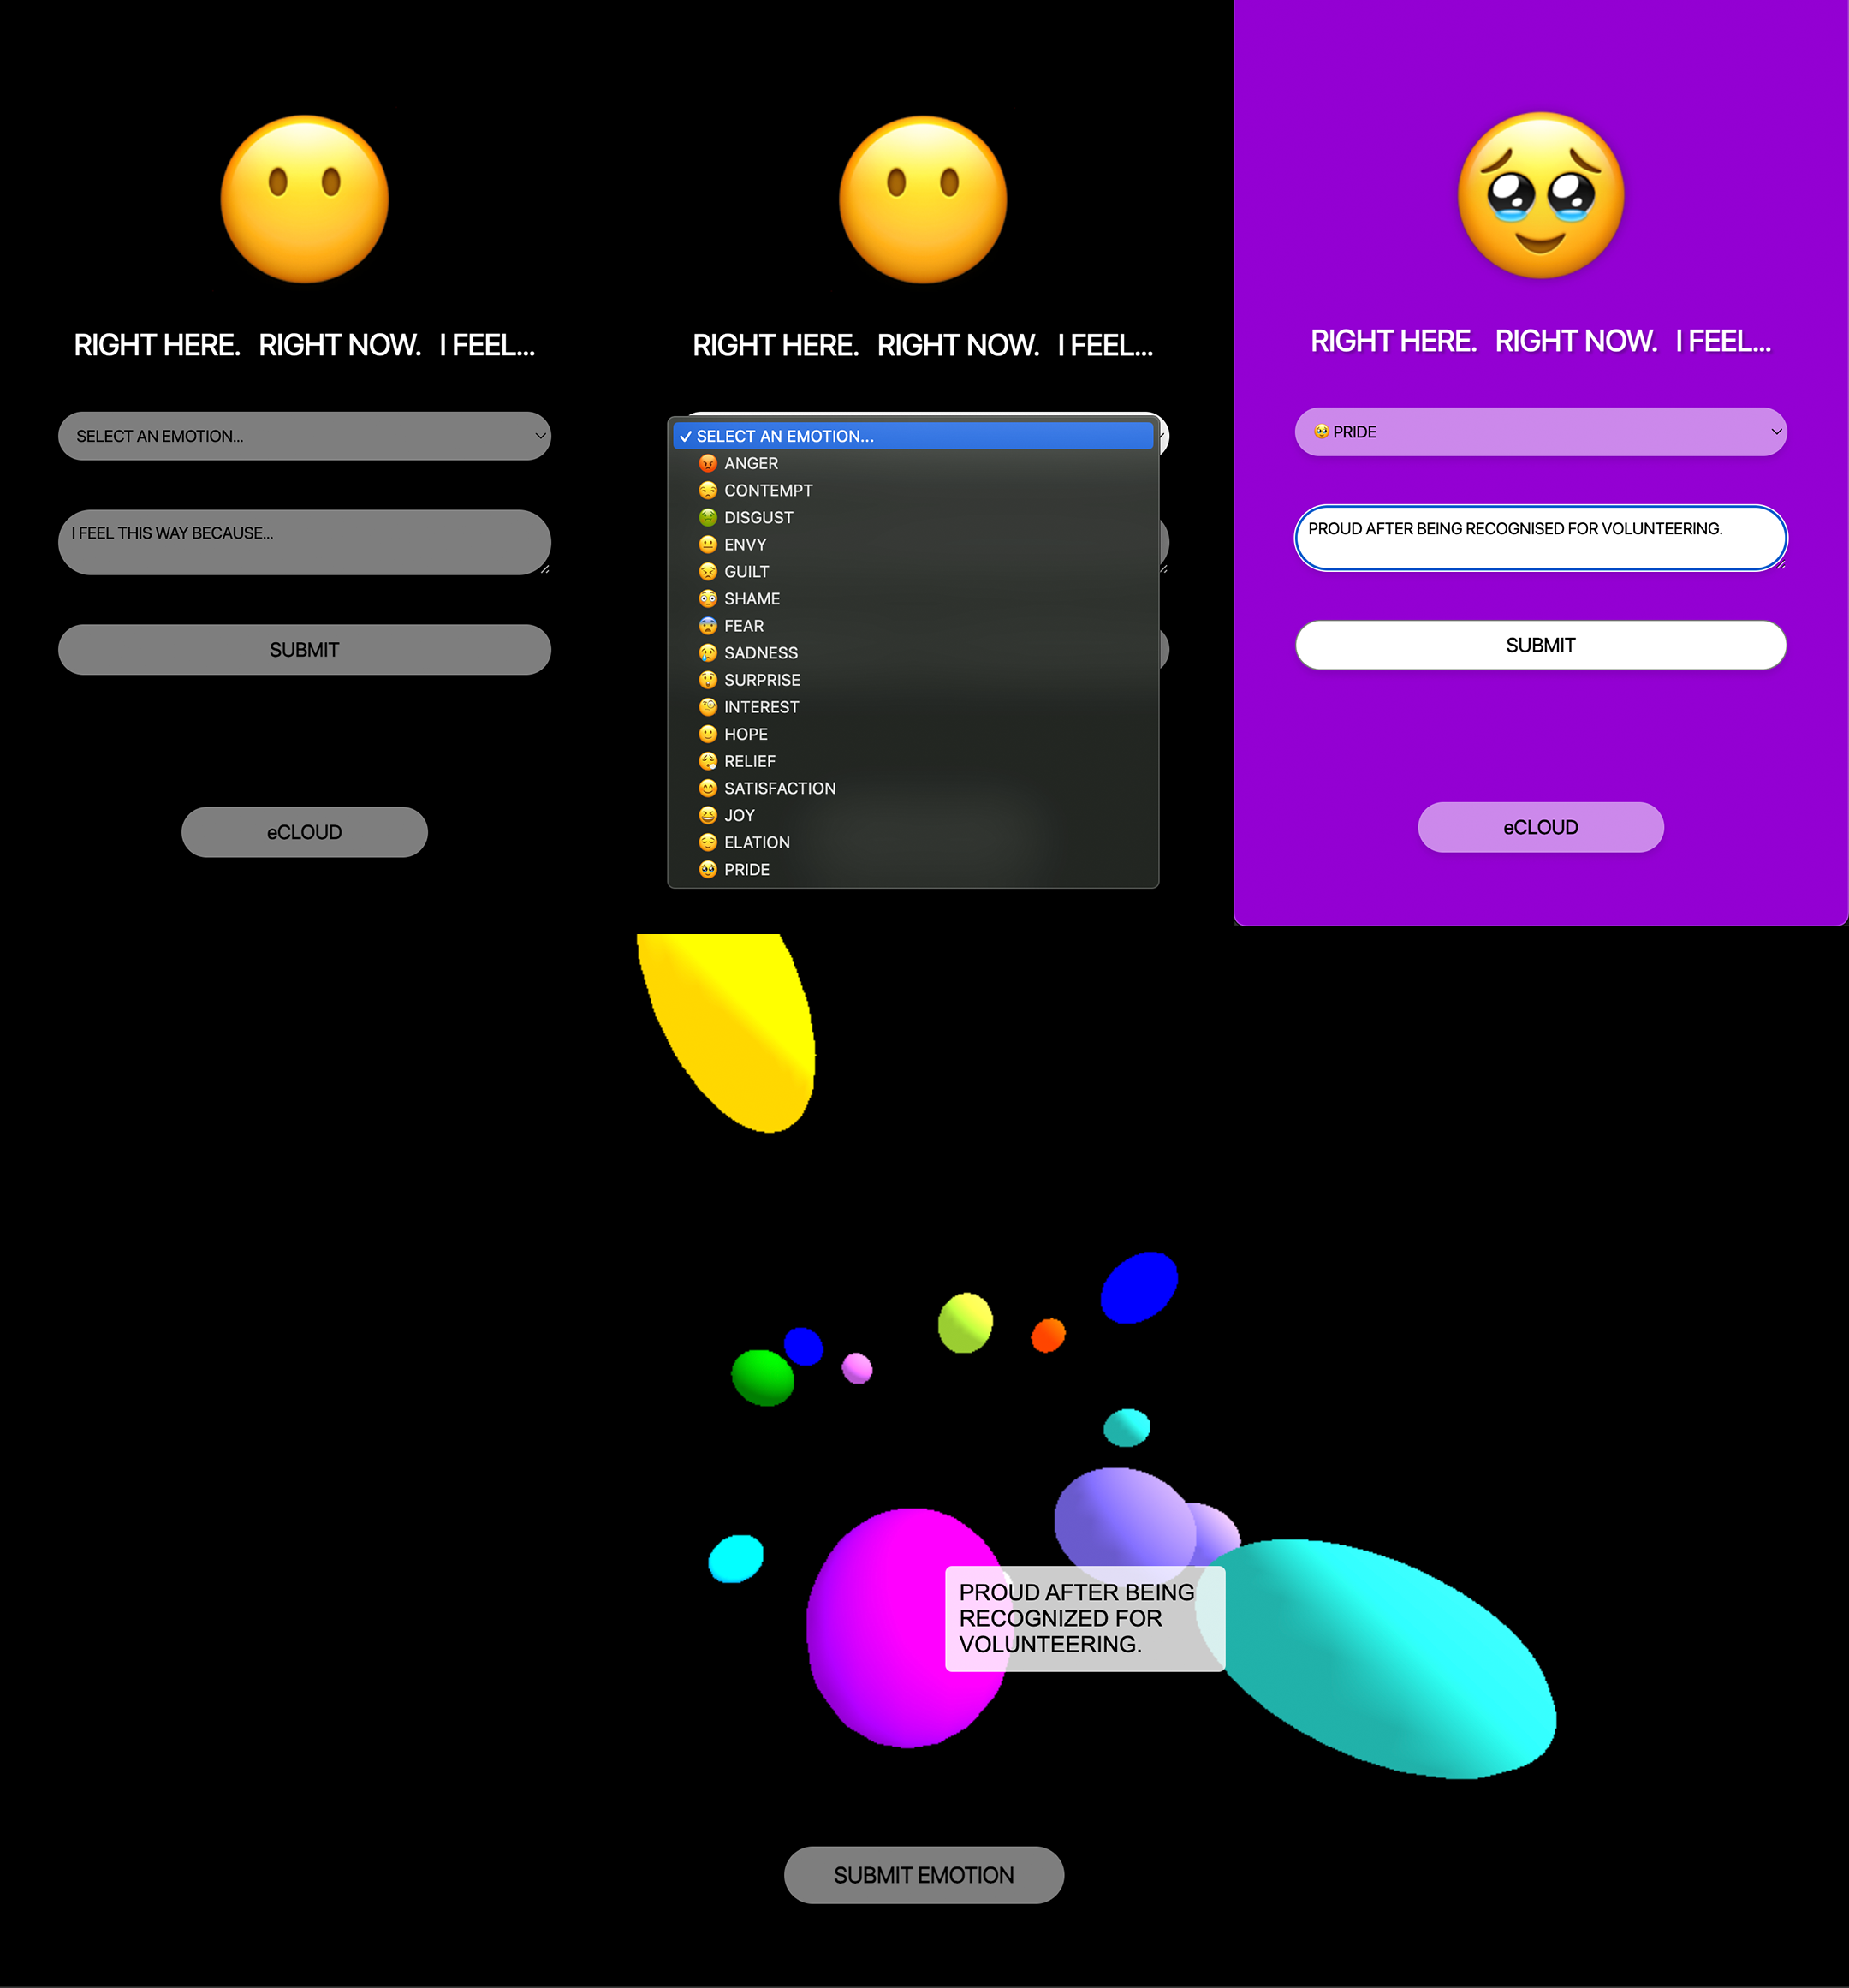 RIGHT HERE. RIGHT NOW. I FEEL...
SELECT AN EMOTION...
I FEEL THIS WAY BECAUSE...
SUBMIT
eCLOUD
RIGHT HERE. RIGHT NOW. I FEEL...
✓ SELECT AN EMOTION...
😡 ANGER
😒 CONTEMPT
🤢 DISGUST
😐 ENVY
😣 GUILT
😳 SHAME
😨 FEAR
😢 SADNESS
😲 SURPRISE
🧐 INTEREST
🙂 HOPE
😮‍💨 RELIEF
😊 SATISFACTION
😆 JOY
😌 ELATION
🥹 PRIDE
RIGHT HERE. RIGHT NOW. I FEEL...
🥹 PRIDE
PROUD AFTER BEING RECOGNISED FOR VOLUNTEERING.
SUBMIT
eCLOUD
PROUD AFTER BEING
RECOGNIZED FOR
VOLUNTEERING.
SUBMIT EMOTION